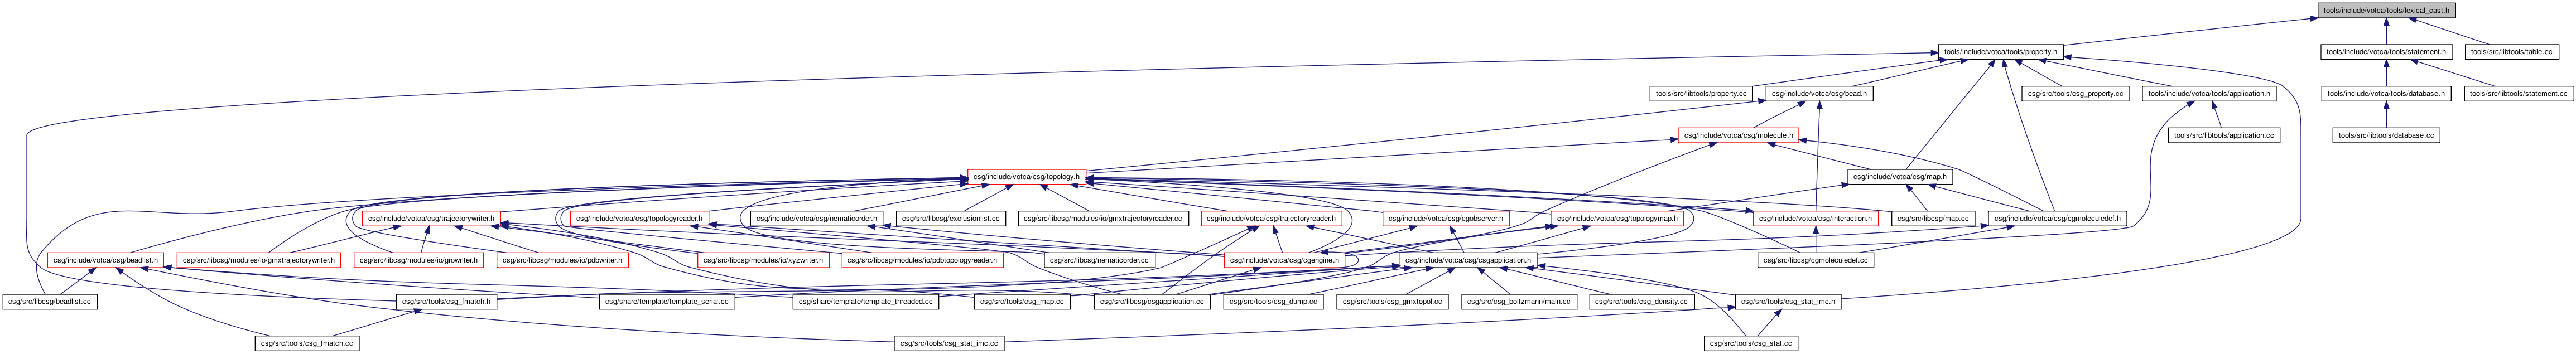 tools/include/votca/tools/lexical_cast.h
tools/include/votca/tools/property.h
tools/include/votca/tools/statement.h
tools/src/libtools/table.cc
tools/src/libtools/property.cc
csg/include/votca/csg/bead.h
csg/src/tools/csg_property.cc
tools/include/votca/tools/application.h
tools/include/votca/tools/database.h
tools/src/libtools/statement.cc
csg/include/votca/csg/molecule.h
tools/src/libtools/application.cc
tools/src/libtools/database.cc
csg/include/votca/csg/topology.h
csg/include/votca/csg/map.h
csg/include/votca/csg/trajectorywriter.h
csg/include/votca/csg/topologyreader.h
csg/include/votca/csg/nematicorder.h
csg/src/libcsg/exclusionlist.cc
csg/src/libcsg/modules/io/gmxtrajectoryreader.cc
csg/include/votca/csg/trajectoryreader.h
csg/include/votca/csg/cgobserver.h
csg/include/votca/csg/topologymap.h
csg/include/votca/csg/interaction.h
csg/src/libcsg/map.cc
csg/include/votca/csg/cgmoleculedef.h
csg/include/votca/csg/beadlist.h
csg/src/libcsg/modules/io/gmxtrajectorywriter.h
csg/src/libcsg/modules/io/growriter.h
csg/src/libcsg/modules/io/pdbwriter.h
csg/src/libcsg/modules/io/xyzwriter.h
csg/src/libcsg/modules/io/pdbtopologyreader.h
csg/src/libcsg/nematicorder.cc
csg/include/votca/csg/cgengine.h
csg/include/votca/csg/csgapplication.h
csg/src/libcsg/cgmoleculedef.cc
csg/src/libcsg/beadlist.cc
csg/src/tools/csg_fmatch.h
csg/share/template/template_serial.cc
csg/share/template/template_threaded.cc
csg/src/tools/csg_map.cc
csg/src/libcsg/csgapplication.cc
csg/src/tools/csg_dump.cc
csg/src/tools/csg_gmxtopol.cc
csg/src/csg_boltzmann/main.cc
csg/src/tools/csg_density.cc
csg/src/tools/csg_stat_imc.h
csg/src/tools/csg_fmatch.cc
csg/src/tools/csg_stat_imc.cc
csg/src/tools/csg_stat.cc